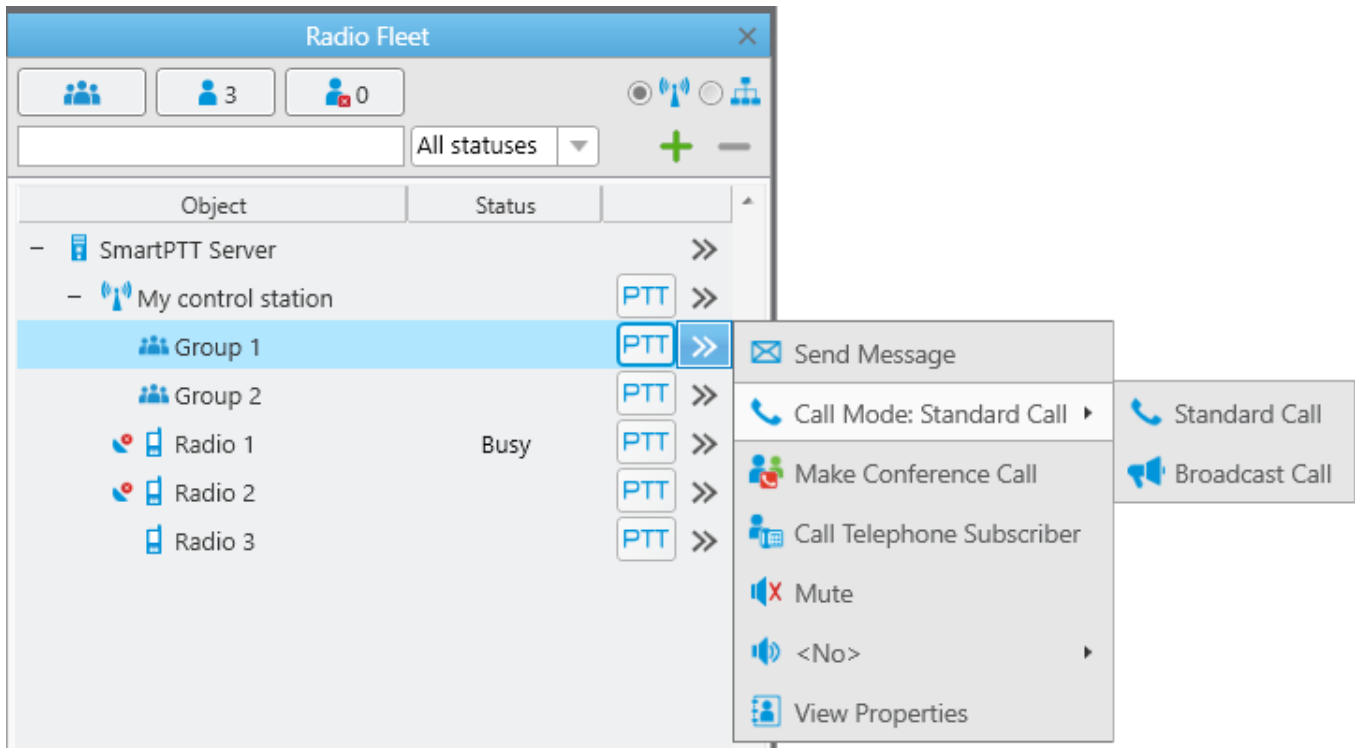 Radio Fleet
3
0
All statuses
Object Status
SmartPTT Server
My control station PTT
Group 1 PTT
Group 2 PTT
Radio 1 Busy PTT
Radio 2 PTT
Radio 3 PTT
Send Message
Call Mode: Standard Call
Make Conference Call
Call Telephone Subscriber
Mute
<No>
View Properties
Standard Call
Broadcast Call